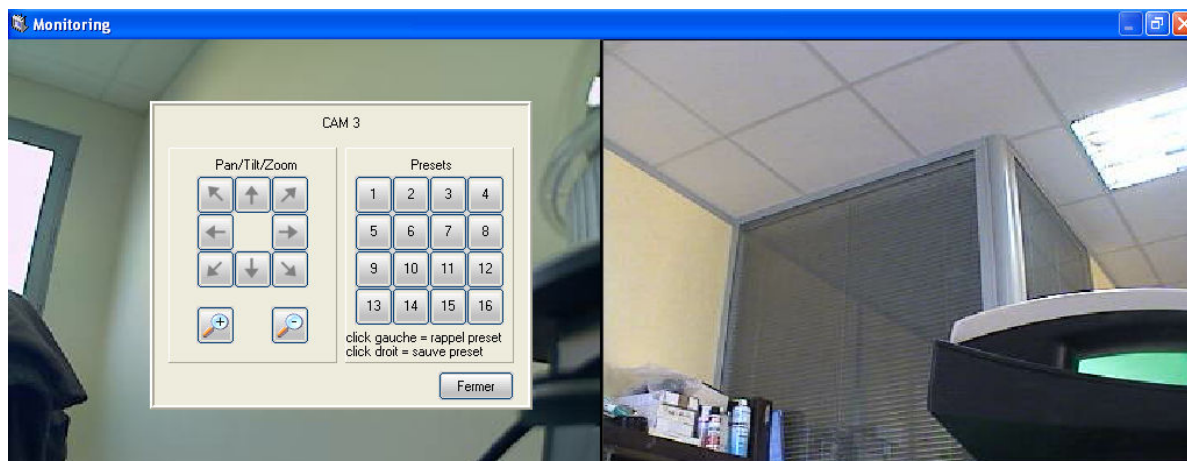 Monitoring
CAM 3
Pan/Tilt/Zoom
Presets
1 2 3 4
5 6 7 8
9 10 11 12
13 14 15 16
click gauche = rappel preset
click droit = sauve preset
Fermer